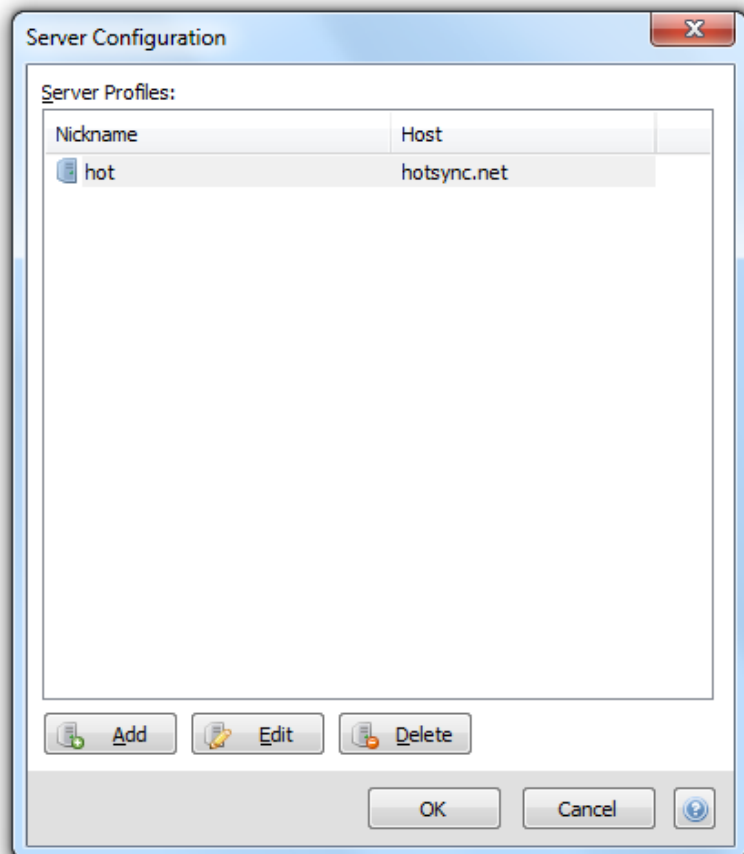 Server Configuration
Server Profiles:
Nickname Host
hot hotsync.net
Add Edit Delete
OK Cancel